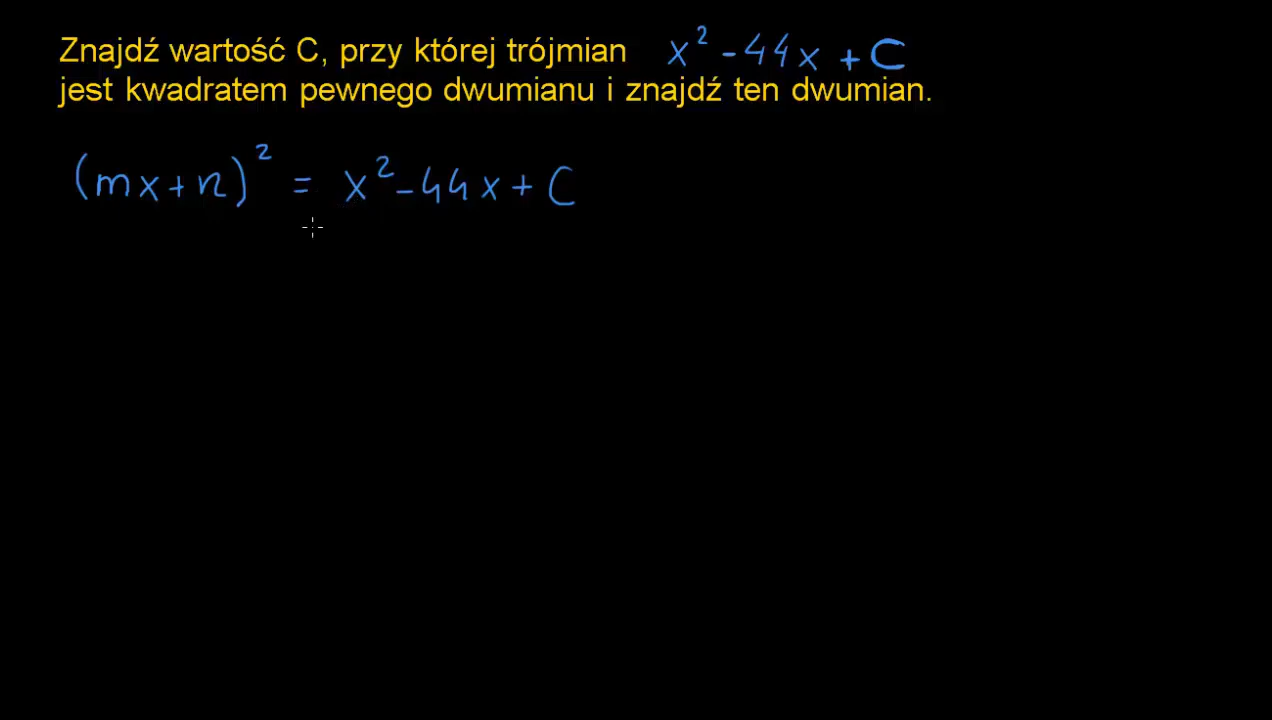 Znajdź wartość C, przy której trójmian x² - 44x + C
jest kwadratem pewnego dwumianu i znajdź ten dwumian.
(mx + n)² = x² - 44x + C